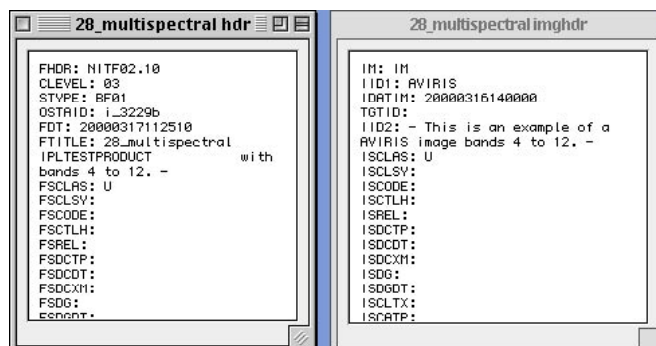 28_multispectral hdr
FHDR: NITF02.10
CLEVEL: 03
STYPE: BF01
OSTAID: i_3229b
FDT: 20000317112510
FTITLE: 28_multispectral
IPLTESTPRODUCT with
bands 4 to 12. -
FSCLAS: U
FSCLSY:
FSCODE:
FSCTLH:
FSREL:
FSDCTP:
FSDCDT:
FSDCXM:
FSDG:
FSDGDT:
28_multispectral imghdr
IM: IM
IID1: AVIRIS
IDATIM: 20000316140000
TGTID:
IID2: - This is an example of a
AVIRIS image bands 4 to 12. -
ISCLAS: U
ISCLSY:
ISCODE:
ISCTLH:
ISREL:
ISDCTP:
ISDCDT:
ISDCXM:
ISDG:
ISDGDT:
ISCLTX:
ISCATP: